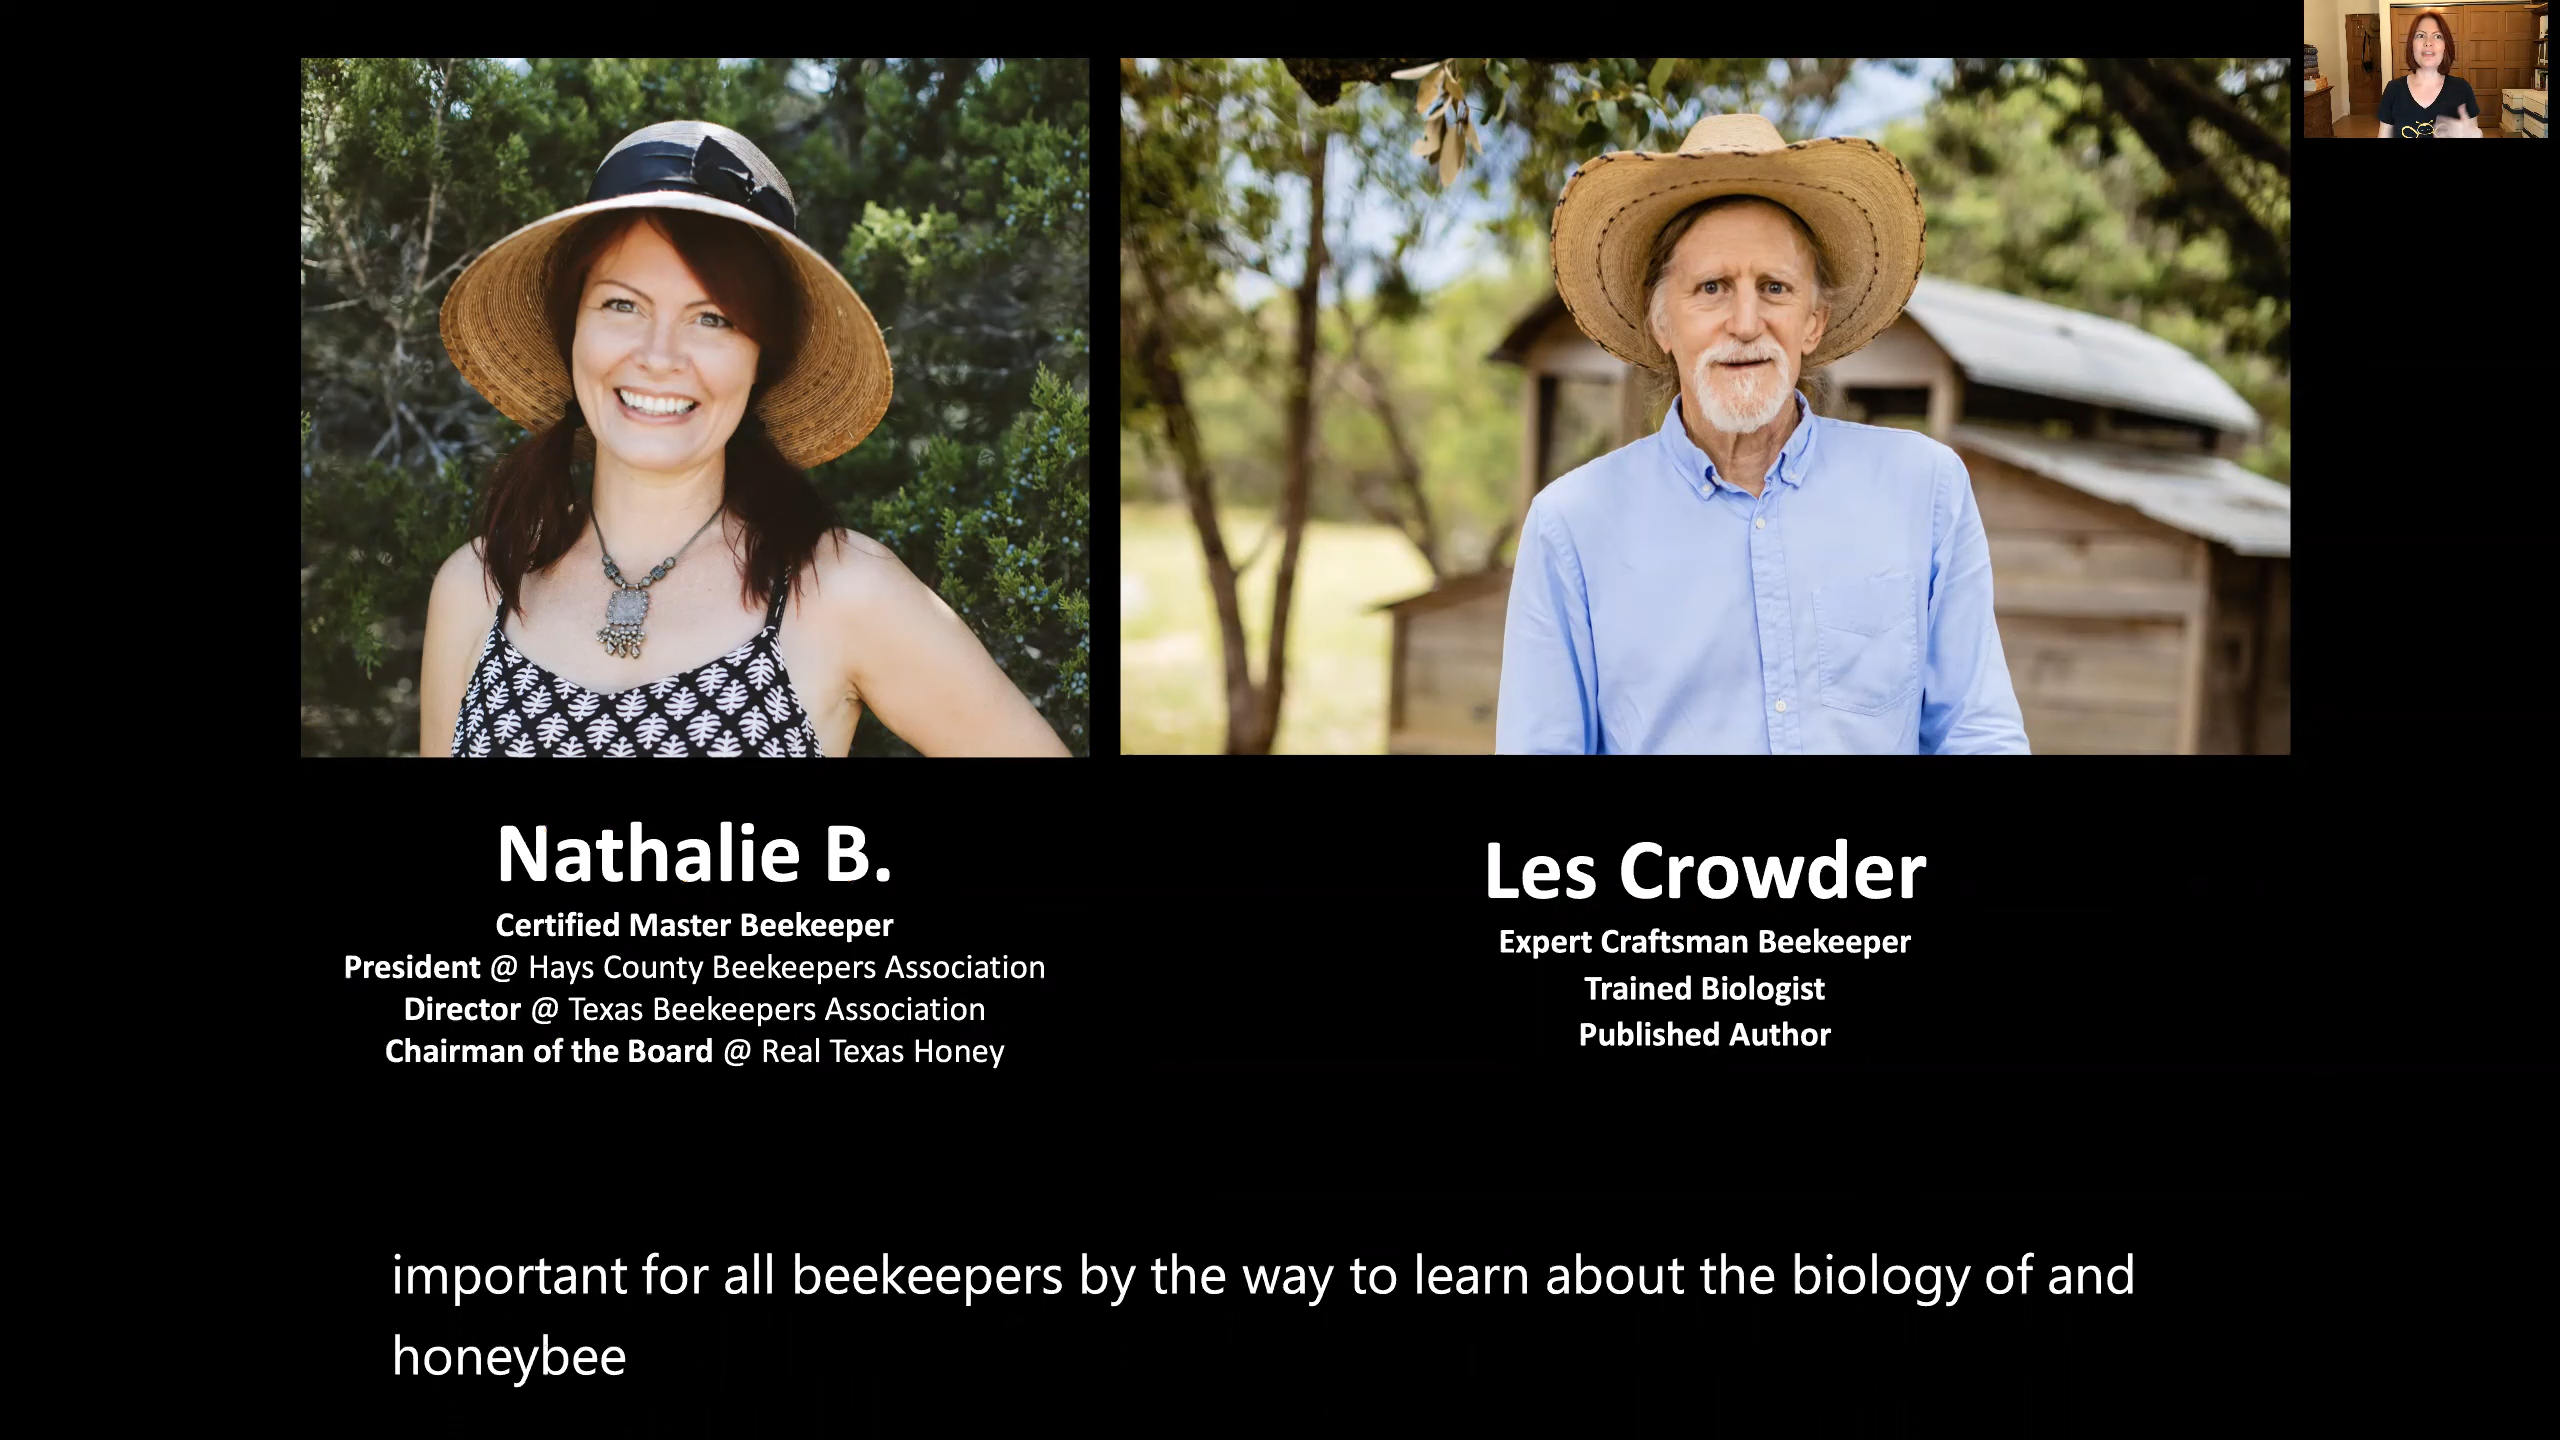 Nathalie B.
Certified Master Beekeeper
President @ Hays County Beekeepers Association
Director @ Texas Beekeepers Association
Chairman of the Board @ Real Texas Honey
Les Crowder
Expert Craftsman Beekeeper
Trained Biologist
Published Author
important for all beekeepers by the way to learn about the biology of and
honeybee